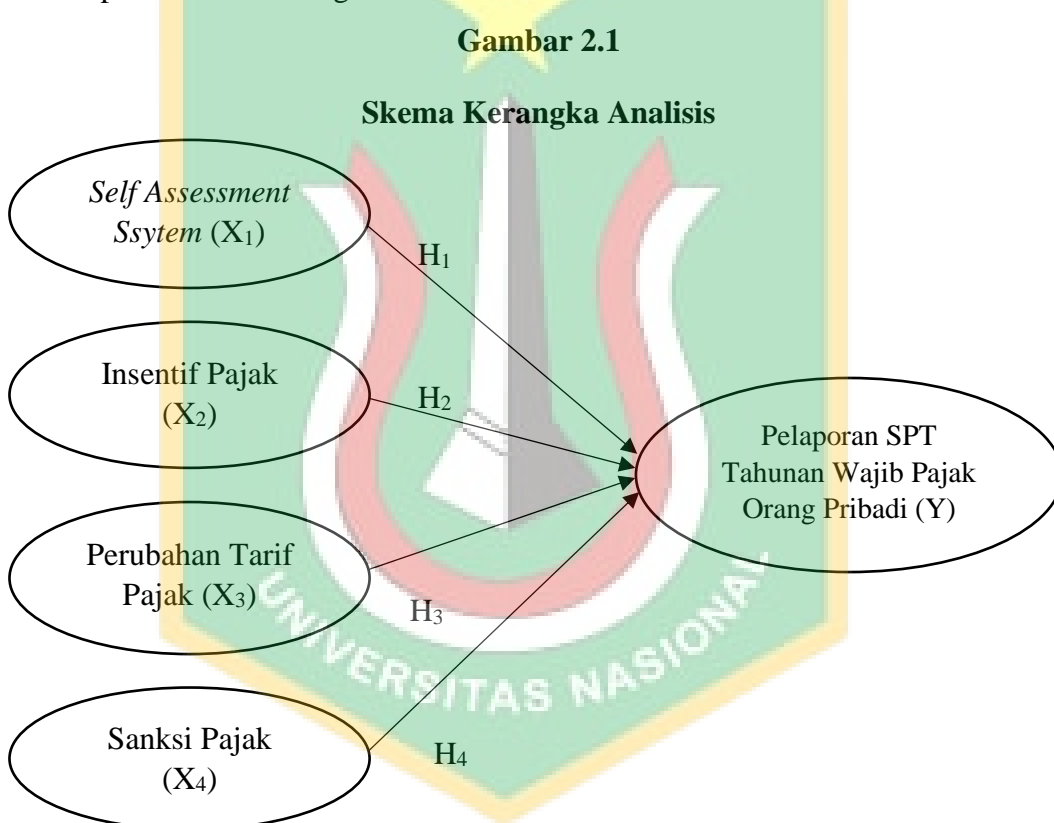 Gambar 2.1
Skema Kerangka Analisis
Self Assessment
Ssytem (X₁)
H₁
Insentif Pajak
(X₂)
H₂
Pelaporan SPT
Tahunan Wajib Pajak
Orang Pribadi (Y)
Perubahan Tarif
Pajak (X₃)
H₃
Sanksi Pajak
(X₄)
H₄
UNIVERSITAS NASIONAL